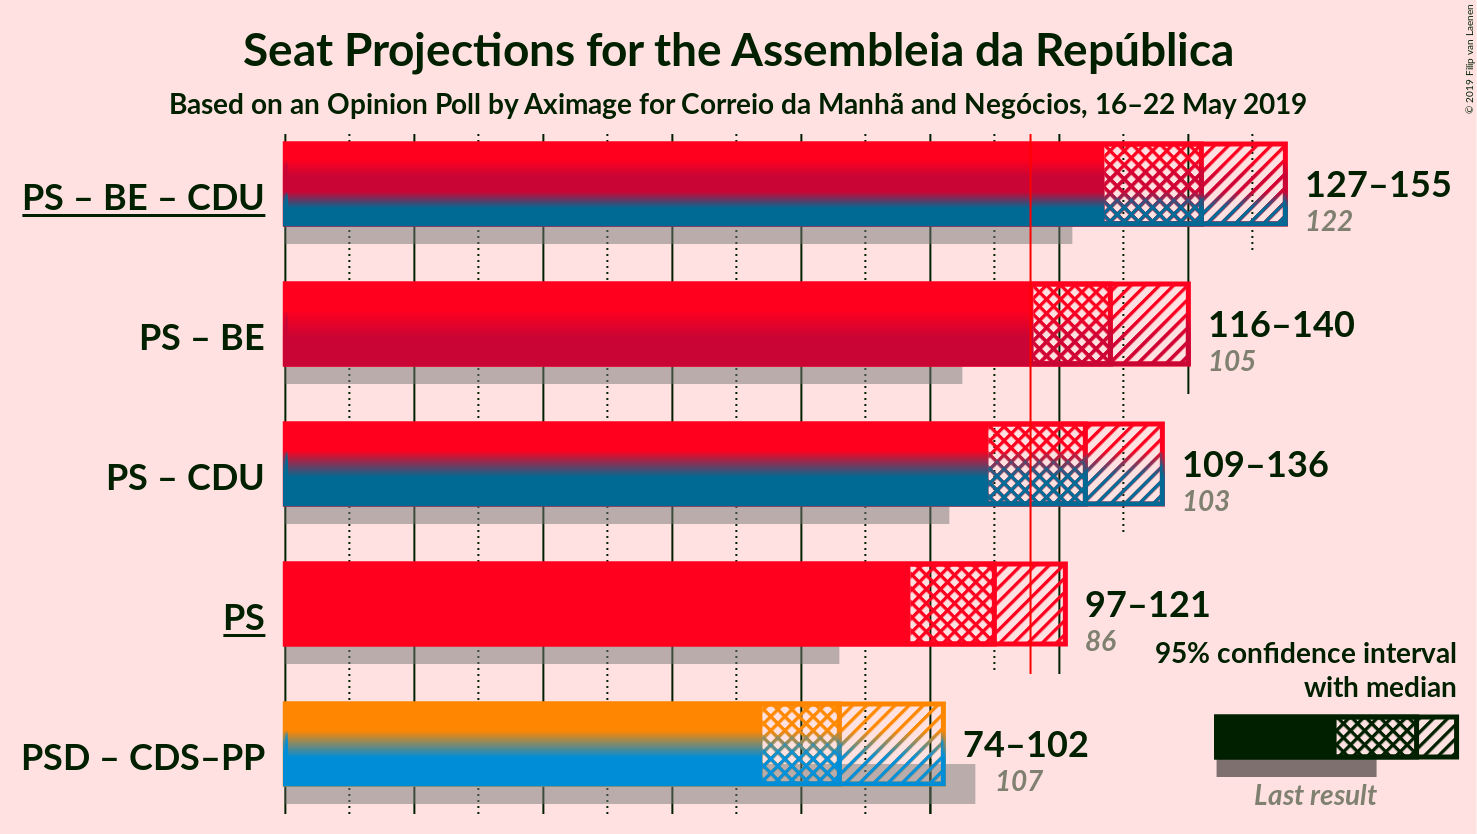 Seat Projections for the Assembleia da República
Based on an Opinion Poll by Aximage for Correio da Manhã and Negócios, 16–22 May 2019
© 2019 Filip van Laenen
PS – BE – CDU
127–155
122
PS – BE
116–140
105
PS – CDU
109–136
103
PS
97–121
86
PSD – CDS–PP
74–102
107
95% confidence interval
with median
Last result